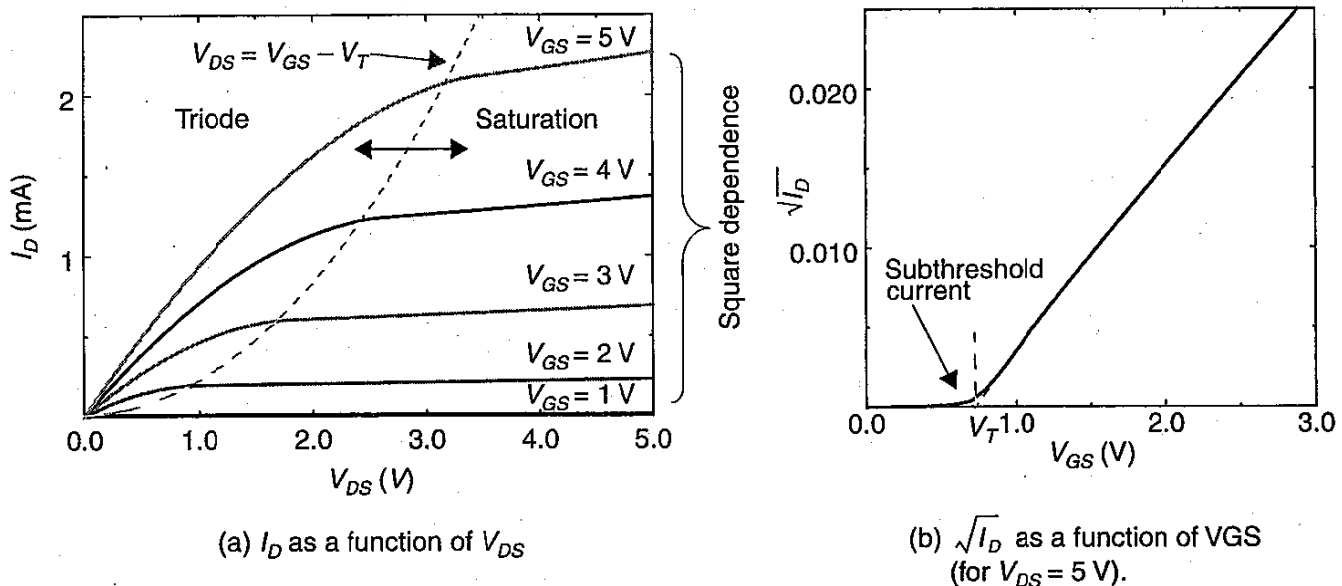 V_DS = V_GS – V_T
V_GS = 5 V
2
Triode
Saturation
V_GS = 4 V
I_D (mA)
1
V_GS = 3 V
V_GS = 2 V
V_GS = 1 V
0.0 1.0 2.0 3.0 4.0 5.0
V_DS (V)
Square dependence
(a) I_D as a function of V_DS
0.020
√I_D
0.010
Subthreshold
current
0.0 V_T 1.0 2.0 3.0
V_GS (V)
(b) √I_D as a function of VGS
(for V_DS = 5 V).